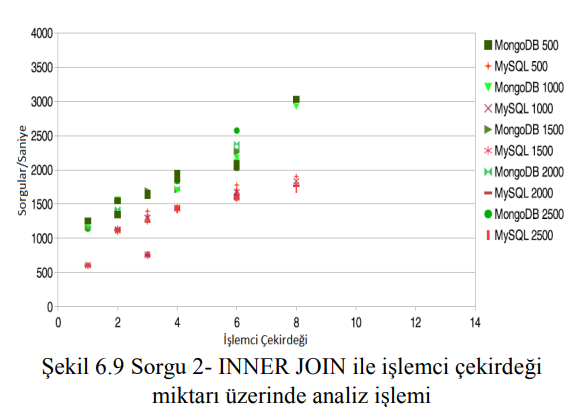 4000
3500
3000
2500
2000
1500
1000
500
0
Sorgular/Saniye
0 2 4 6 8 10 12 14
İşlemci Çekirdeği
MongoDB 500
MySQL 500
MongoDB 1000
MySQL 1000
MongoDB 1500
MySQL 1500
MongoDB 2000
MySQL 2000
MongoDB 2500
MySQL 2500
Şekil 6.9 Sorgu 2- INNER JOIN ile işlemci çekirdeği
miktarı üzerinde analiz işlemi